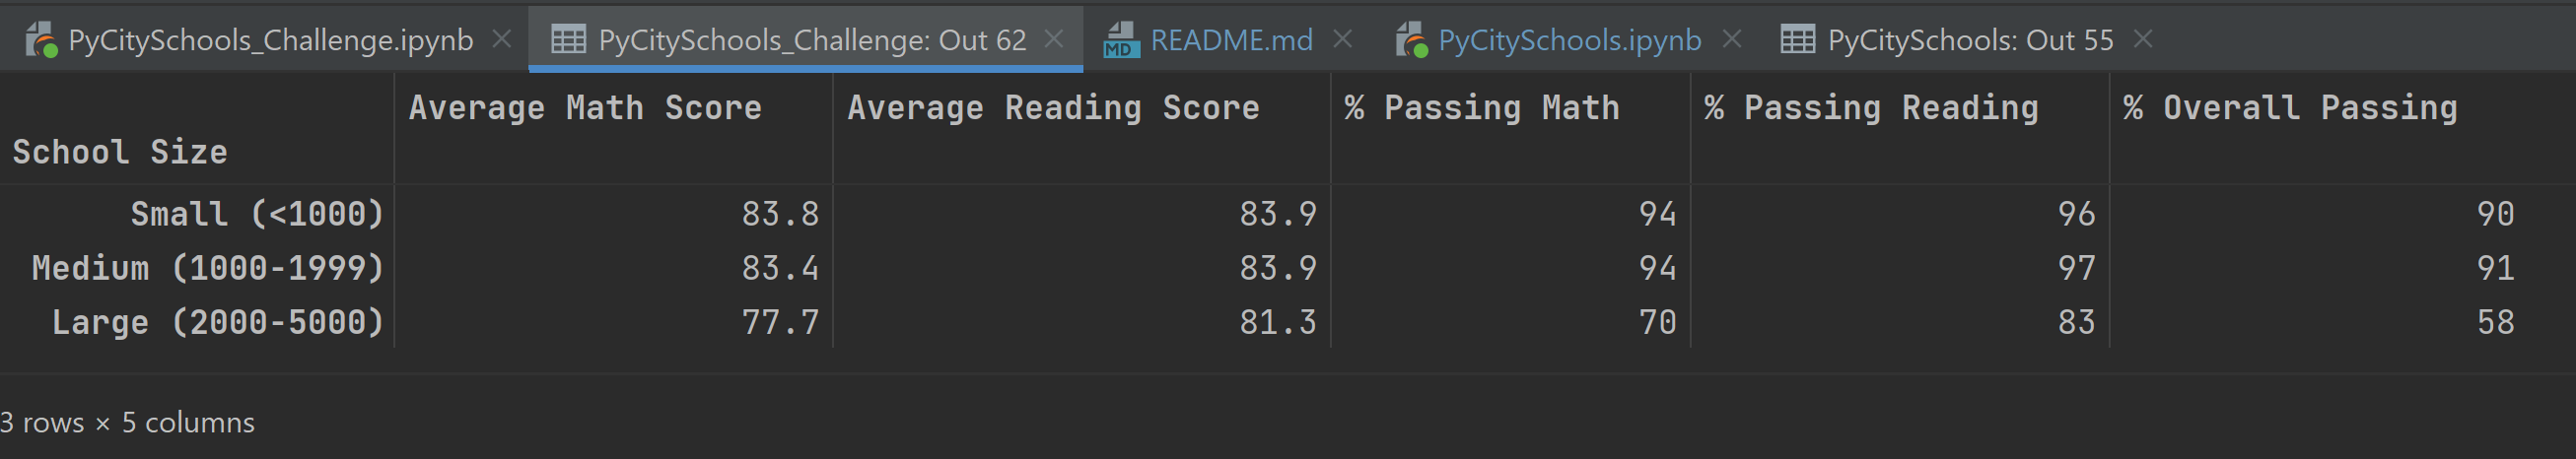 PyCitySchools_Challenge.ipynb PyCitySchools_Challenge: Out 62 MD README.md PyCitySchools.ipynb PyCitySchools: Out 55
Average Math Score Average Reading Score % Passing Math % Passing Reading % Overall Passing
School Size
Small (<1000) 83.8 83.9 94 96 90
Medium (1000-1999) 83.4 83.9 94 97 91
Large (2000-5000) 77.7 81.3 70 83 58
3 rows × 5 columns